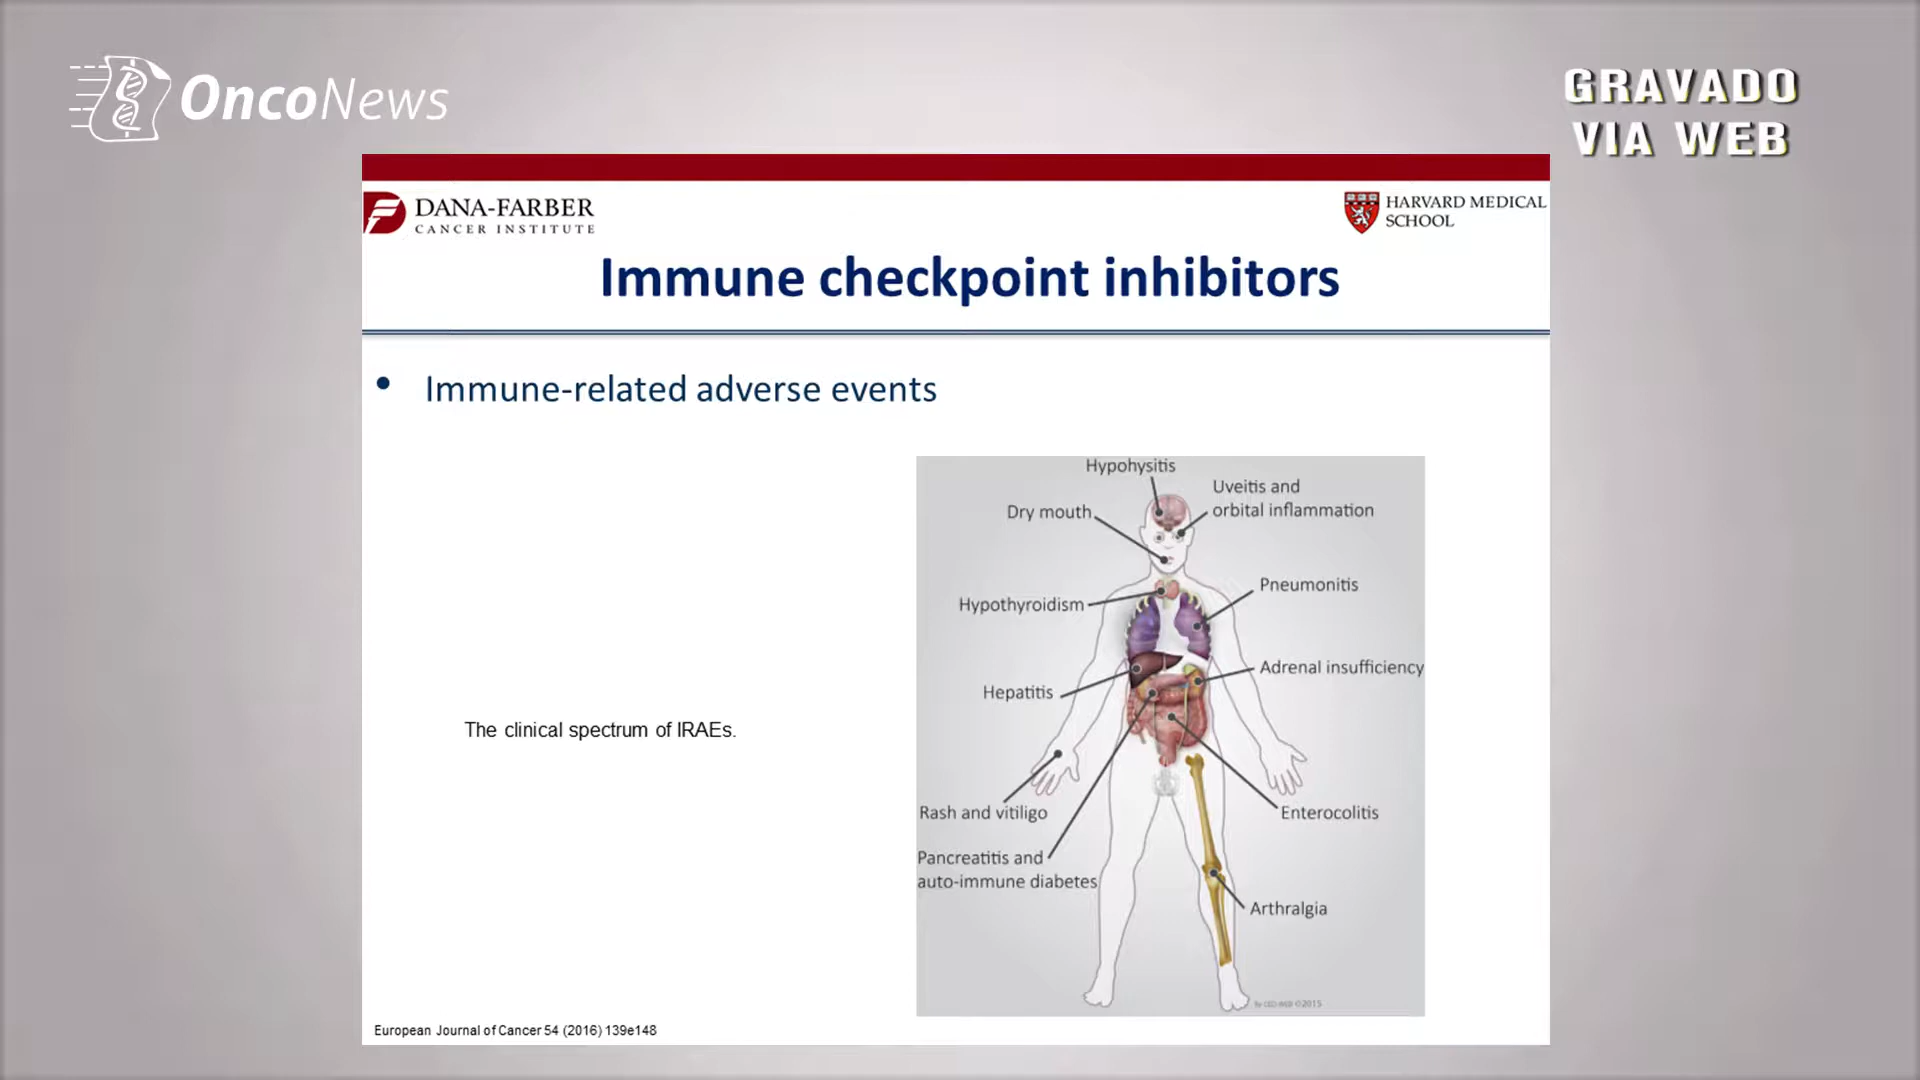 OncoNews
GRAVADO
VIA WEB
DANA-FARBER
CANCER INSTITUTE
HARVARD MEDICAL
SCHOOL
Immune checkpoint inhibitors
• Immune-related adverse events
The clinical spectrum of IRAEs.
Hypohysitis
Uveitis and
orbital inflammation
Dry mouth
Pneumonitis
Hypothyroidism
Adrenal insufficiency
Hepatitis
Rash and vitiligo
Enterocolitis
Pancreatitis and
auto-immune diabetes
Arthralgia
©2015
European Journal of Cancer 54 (2016) 139e148